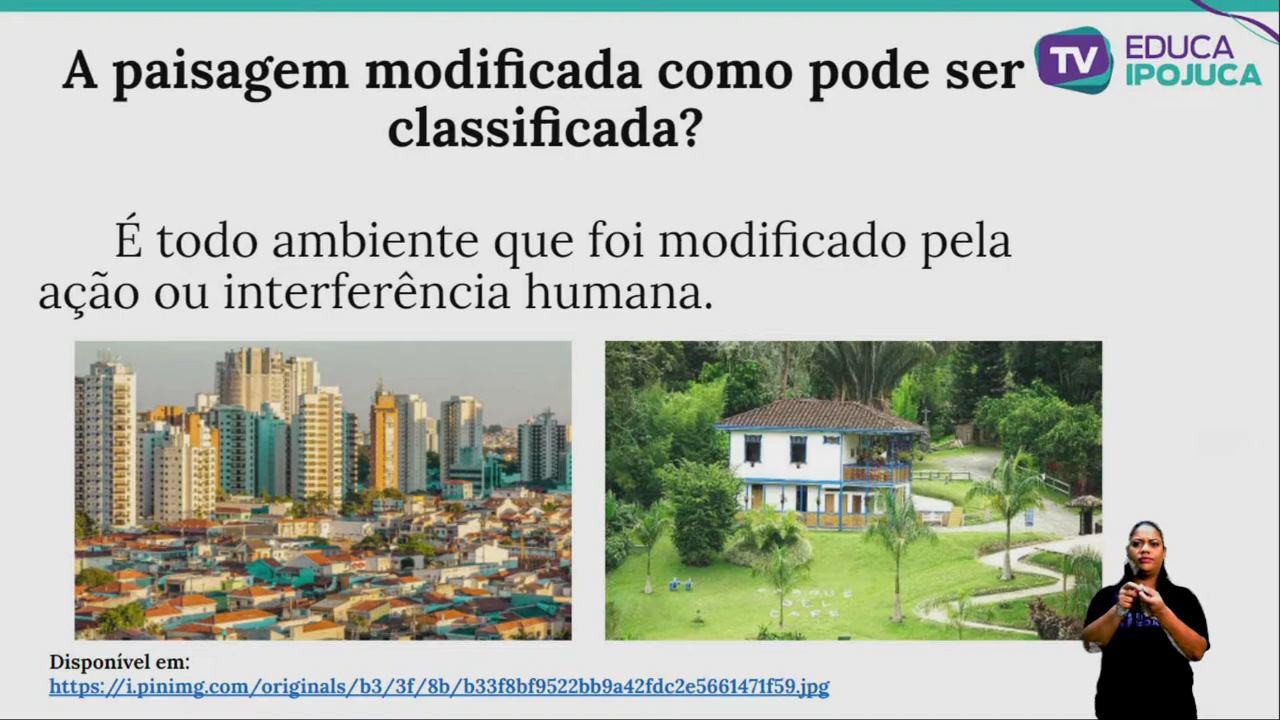 A paisagem modificada como pode ser
classificada?
TV EDUCA
IPOJUCA
É todo ambiente que foi modificado pela
ação ou interferência humana.
Disponível em:
https://i.pinimg.com/originals/b3/3f/8b/b33f8bf9522bb9a42fdc2e5661471f59.jpg